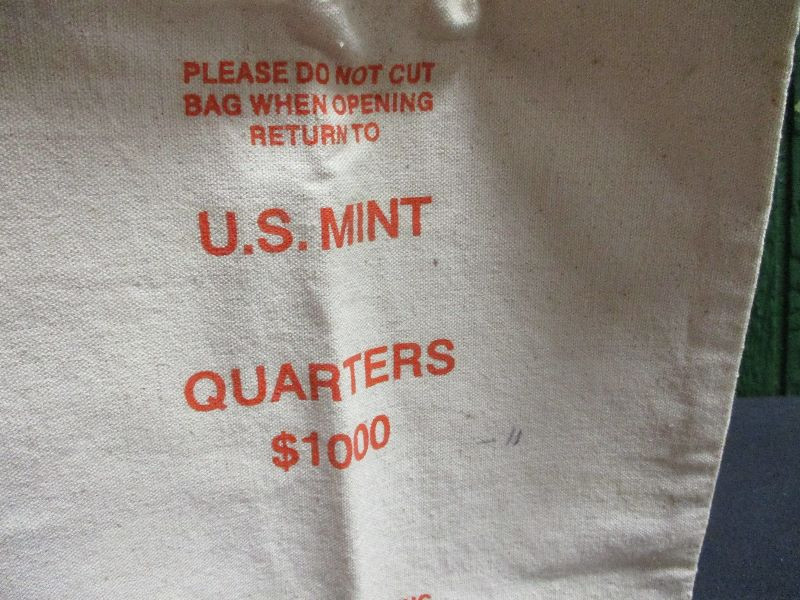 PLEASE DO NOT CUT
BAG WHEN OPENING
RETURN TO
U.S. MINT
QUARTERS
$1000